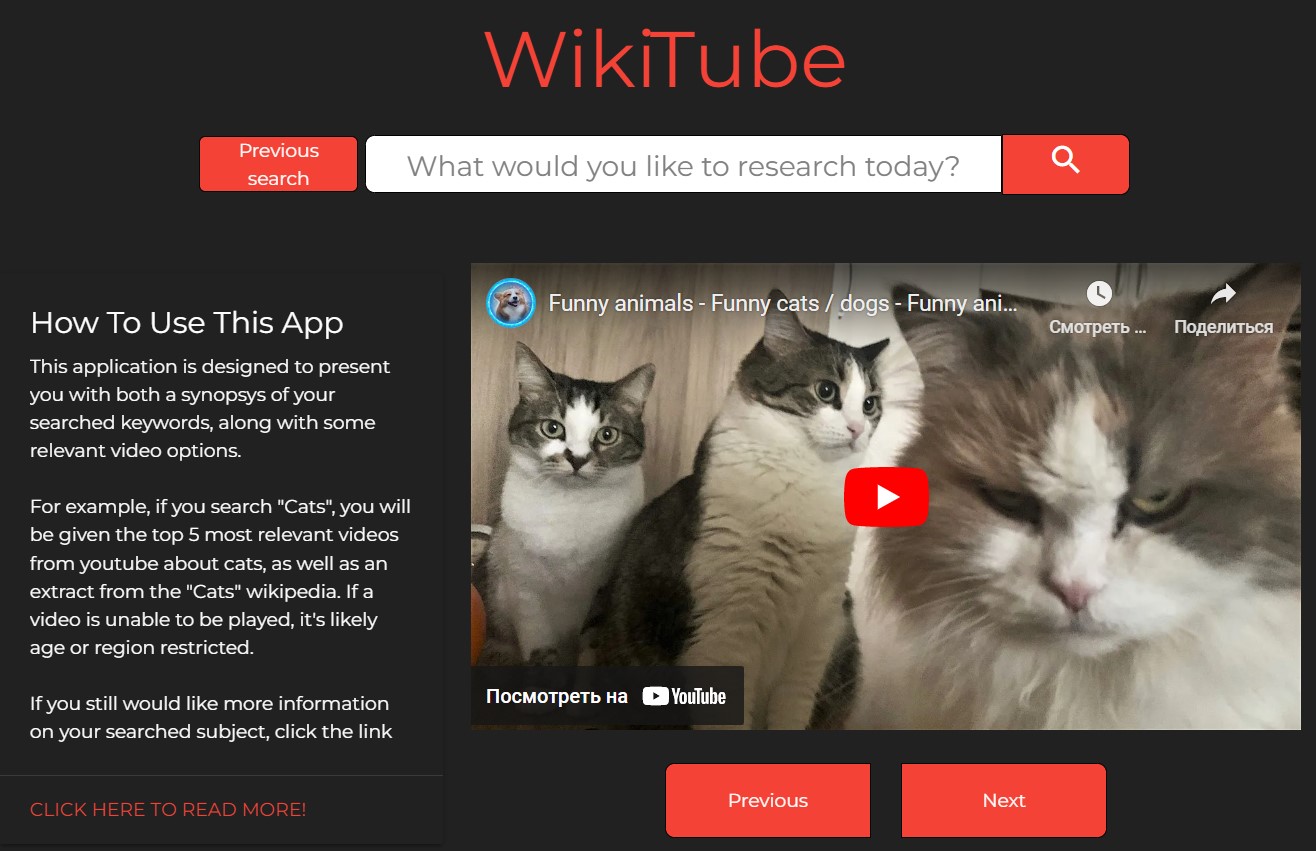 WikiTube
Previous
search
What would you like to research today?
How To Use This App
This application is designed to present
you with both a synopsys of your
searched keywords, along with some
relevant video options.
For example, if you search "Cats", you will
be given the top 5 most relevant videos
from youtube about cats, as well as an
extract from the "Cats" wikipedia. If a
video is unable to be played, it's likely
age or region restricted.
If you still would like more information
on your searched subject, click the link
CLICK HERE TO READ MORE!
Funny animals - Funny cats / dogs - Funny ani...
Смотреть ...
Поделиться
Посмотреть на YouTube
Previous
Next